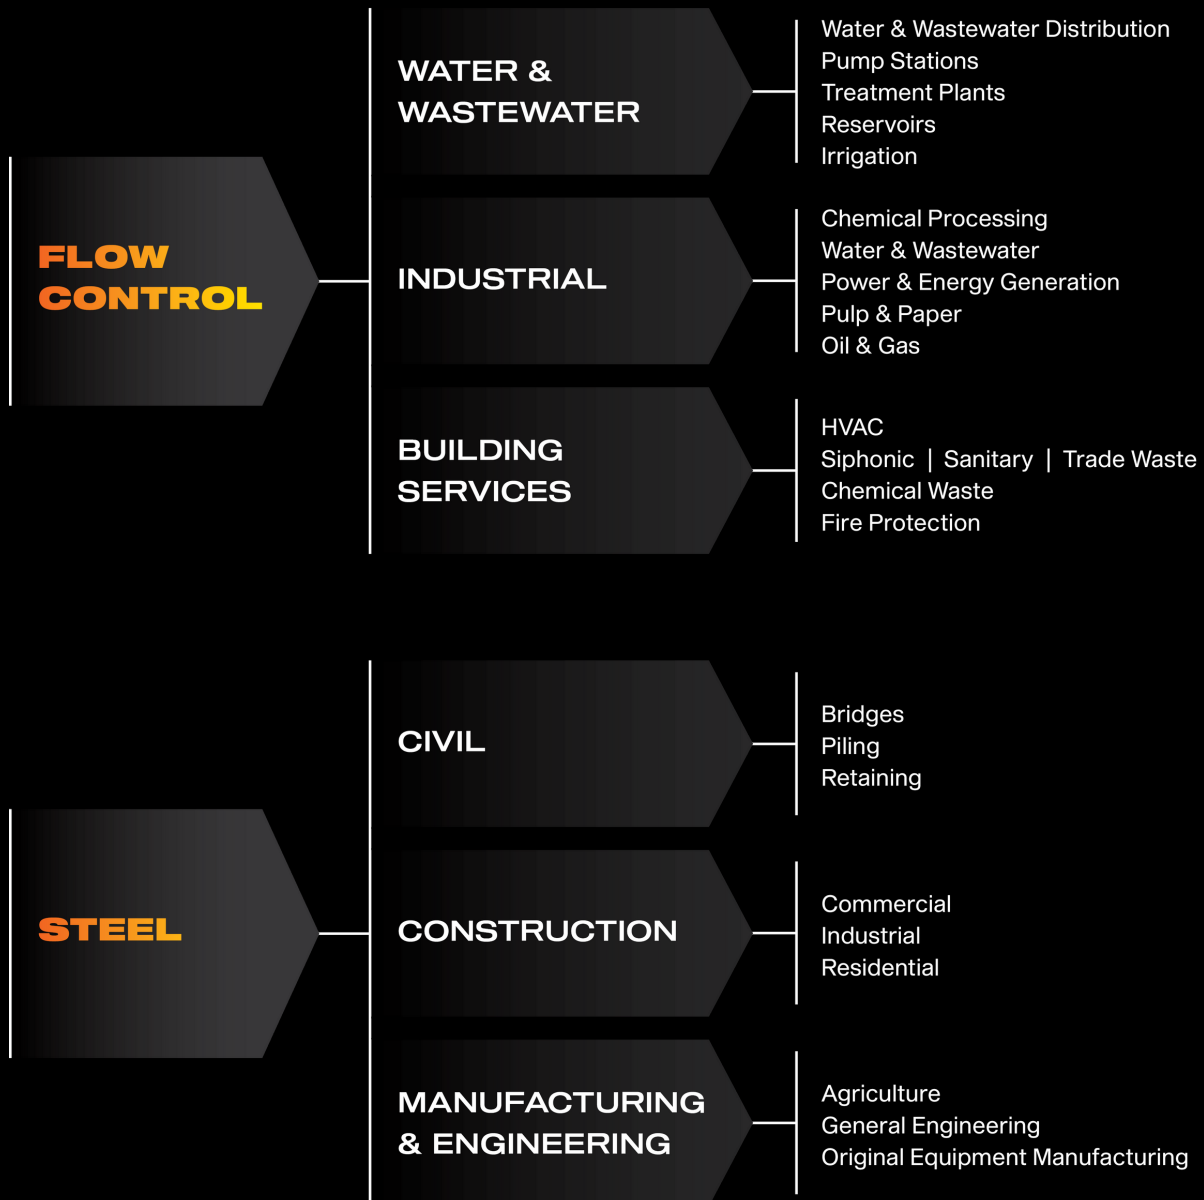 FLOW
CONTROL
WATER &
WASTEWATER
Water & Wastewater Distribution
Pump Stations
Treatment Plants
Reservoirs
Irrigation
INDUSTRIAL
Chemical Processing
Water & Wastewater
Power & Energy Generation
Pulp & Paper
Oil & Gas
BUILDING
SERVICES
HVAC
Siphonic | Sanitary | Trade Waste
Chemical Waste
Fire Protection
STEEL
CIVIL
Bridges
Piling
Retaining
CONSTRUCTION
Commercial
Industrial
Residential
MANUFACTURING
& ENGINEERING
Agriculture
General Engineering
Original Equipment Manufacturing